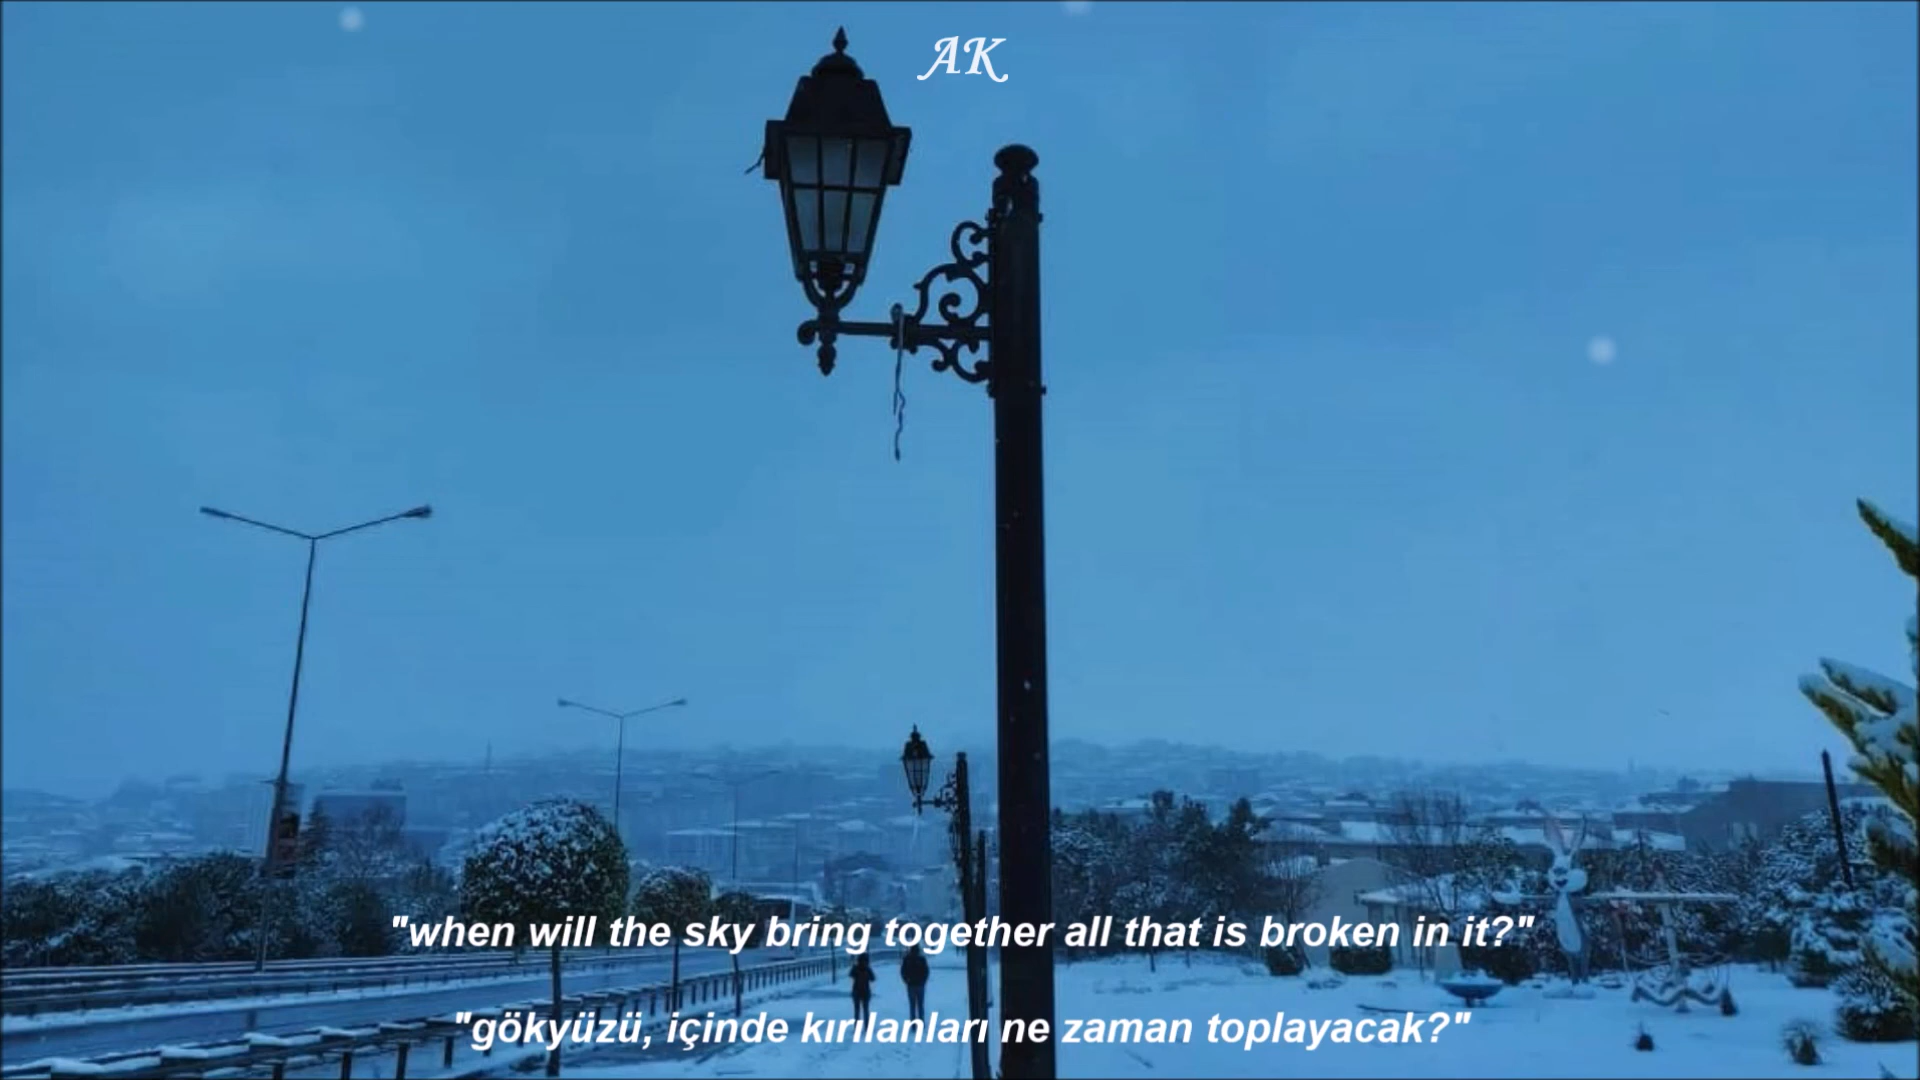 AK
"when will the sky bring together all that is broken in it?"
"gökyüzü, içinde kırılanları ne zaman toplayacak?"